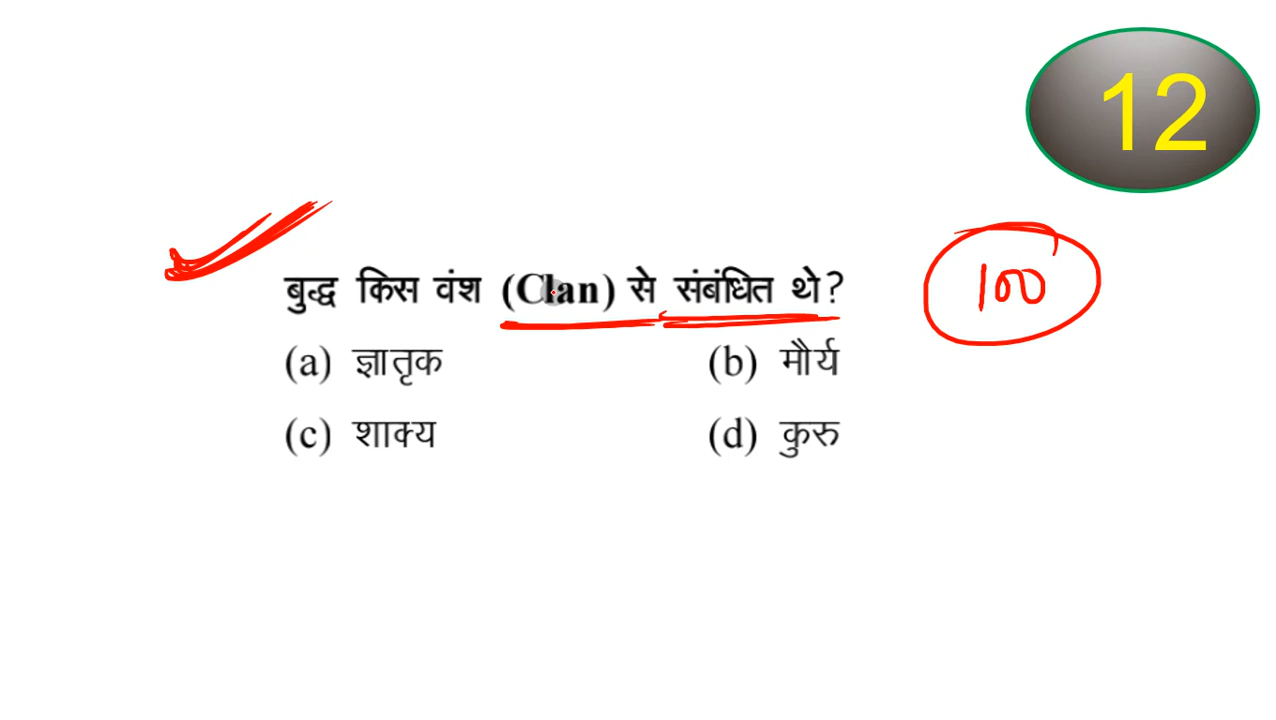 12
बुद्ध किस वंश (Clan) से संबंधित थे?
100
(a) ज्ञातृक (b) मौर्य
(c) शाक्य (d) कुरु